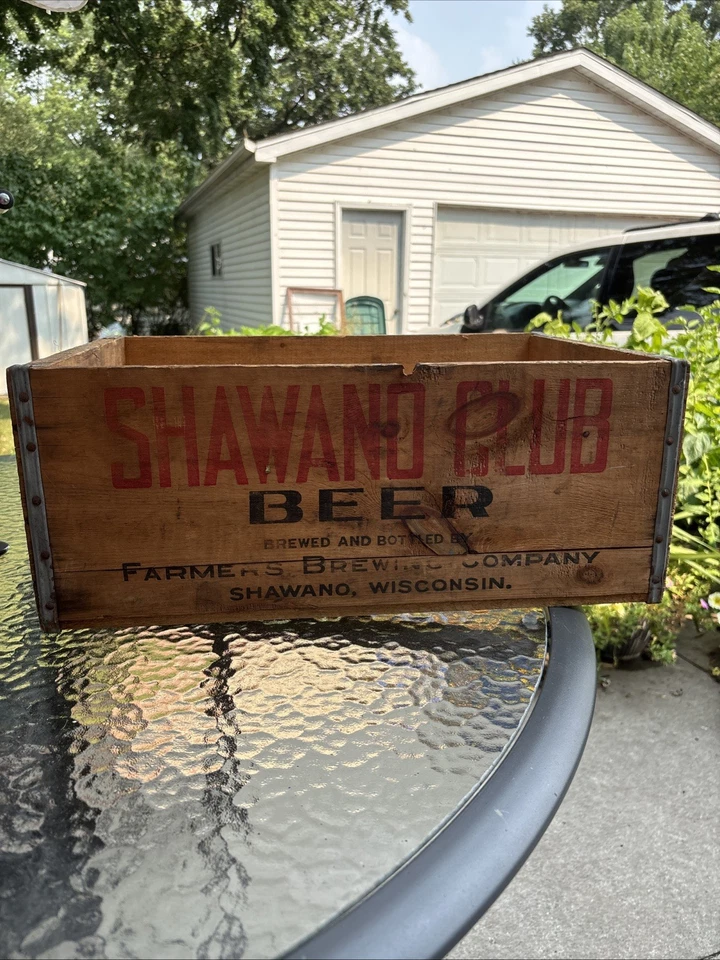 SHAWANO CLUB
BEER
BREWED AND BOTTLED BY
FARMERS BREWING COMPANY
SHAWANO, WISCONSIN.